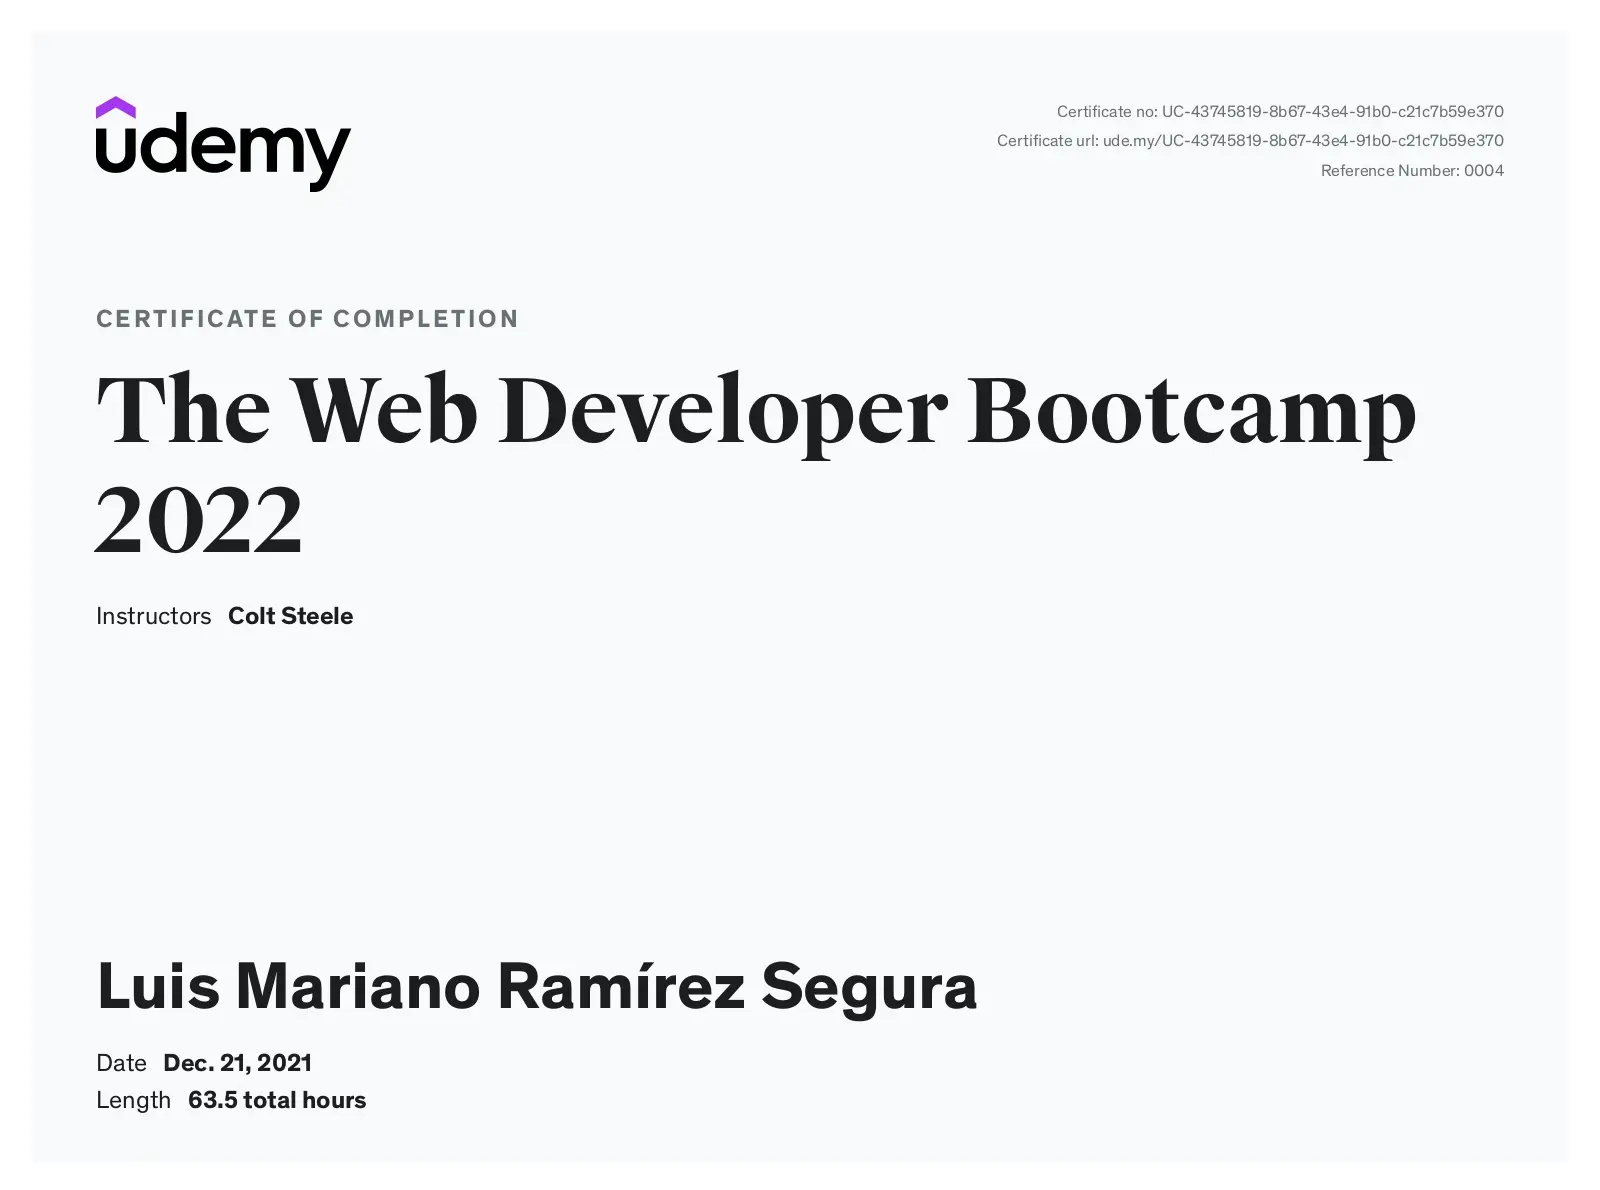 udemy
Certificate no: UC-43745819-8b67-43e4-91b0-c21c7b59e370
Certificate url: ude.my/UC-43745819-8b67-43e4-91b0-c21c7b59e370
Reference Number: 0004
CERTIFICATE OF COMPLETION
The Web Developer Bootcamp
2022
Instructors Colt Steele
Luis Mariano Ramírez Segura
Date Dec. 21, 2021
Length 63.5 total hours